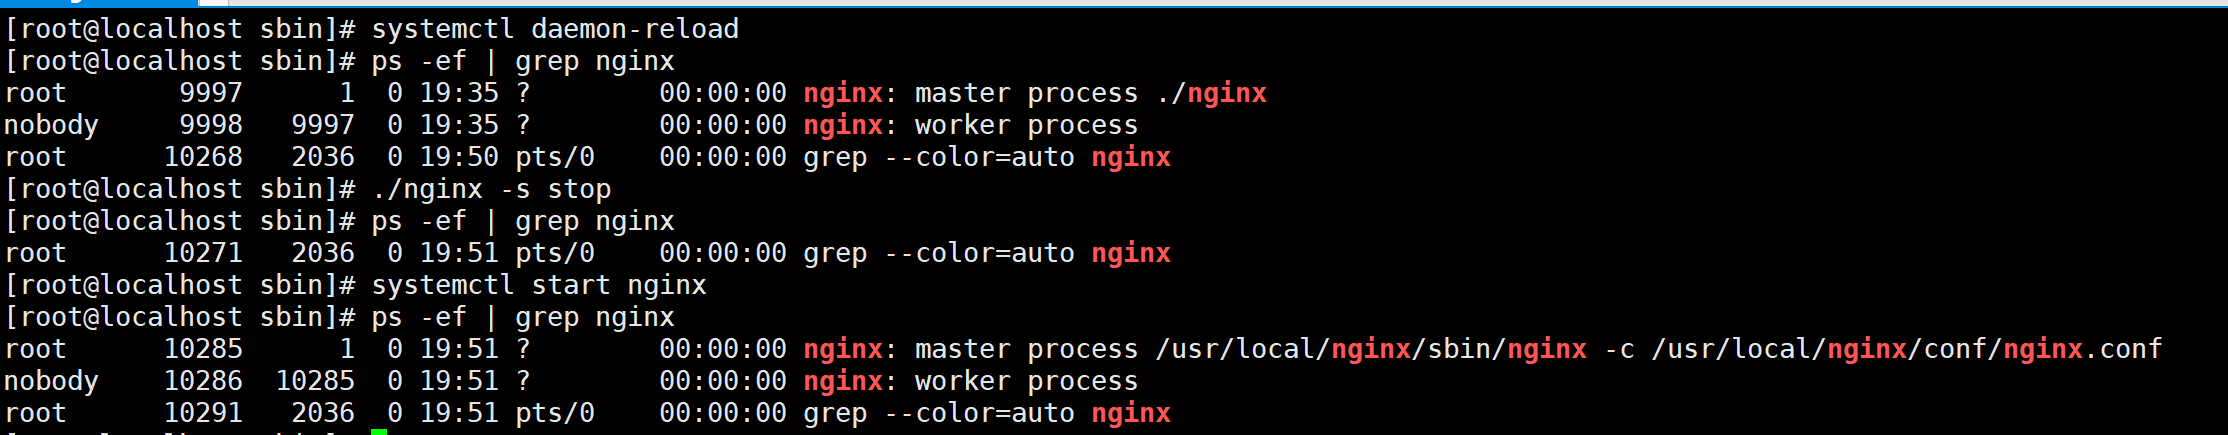 [root@localhost sbin]# systemctl daemon-reload
[root@localhost sbin]# ps -ef | grep nginx
root       9997      1  0 19:35 ?        00:00:00 nginx: master process ./nginx
nobody     9998   9997  0 19:35 ?        00:00:00 nginx: worker process
root      10268   2036  0 19:50 pts/0    00:00:00 grep --color=auto nginx
[root@localhost sbin]# ./nginx -s stop
[root@localhost sbin]# ps -ef | grep nginx
root      10271   2036  0 19:51 pts/0    00:00:00 grep --color=auto nginx
[root@localhost sbin]# systemctl start nginx
[root@localhost sbin]# ps -ef | grep nginx
root      10285      1  0 19:51 ?        00:00:00 nginx: master process /usr/local/nginx/sbin/nginx -c /usr/local/nginx/conf/nginx.conf
nobody    10286  10285  0 19:51 ?        00:00:00 nginx: worker process
root      10291   2036  0 19:51 pts/0    00:00:00 grep --color=auto nginx